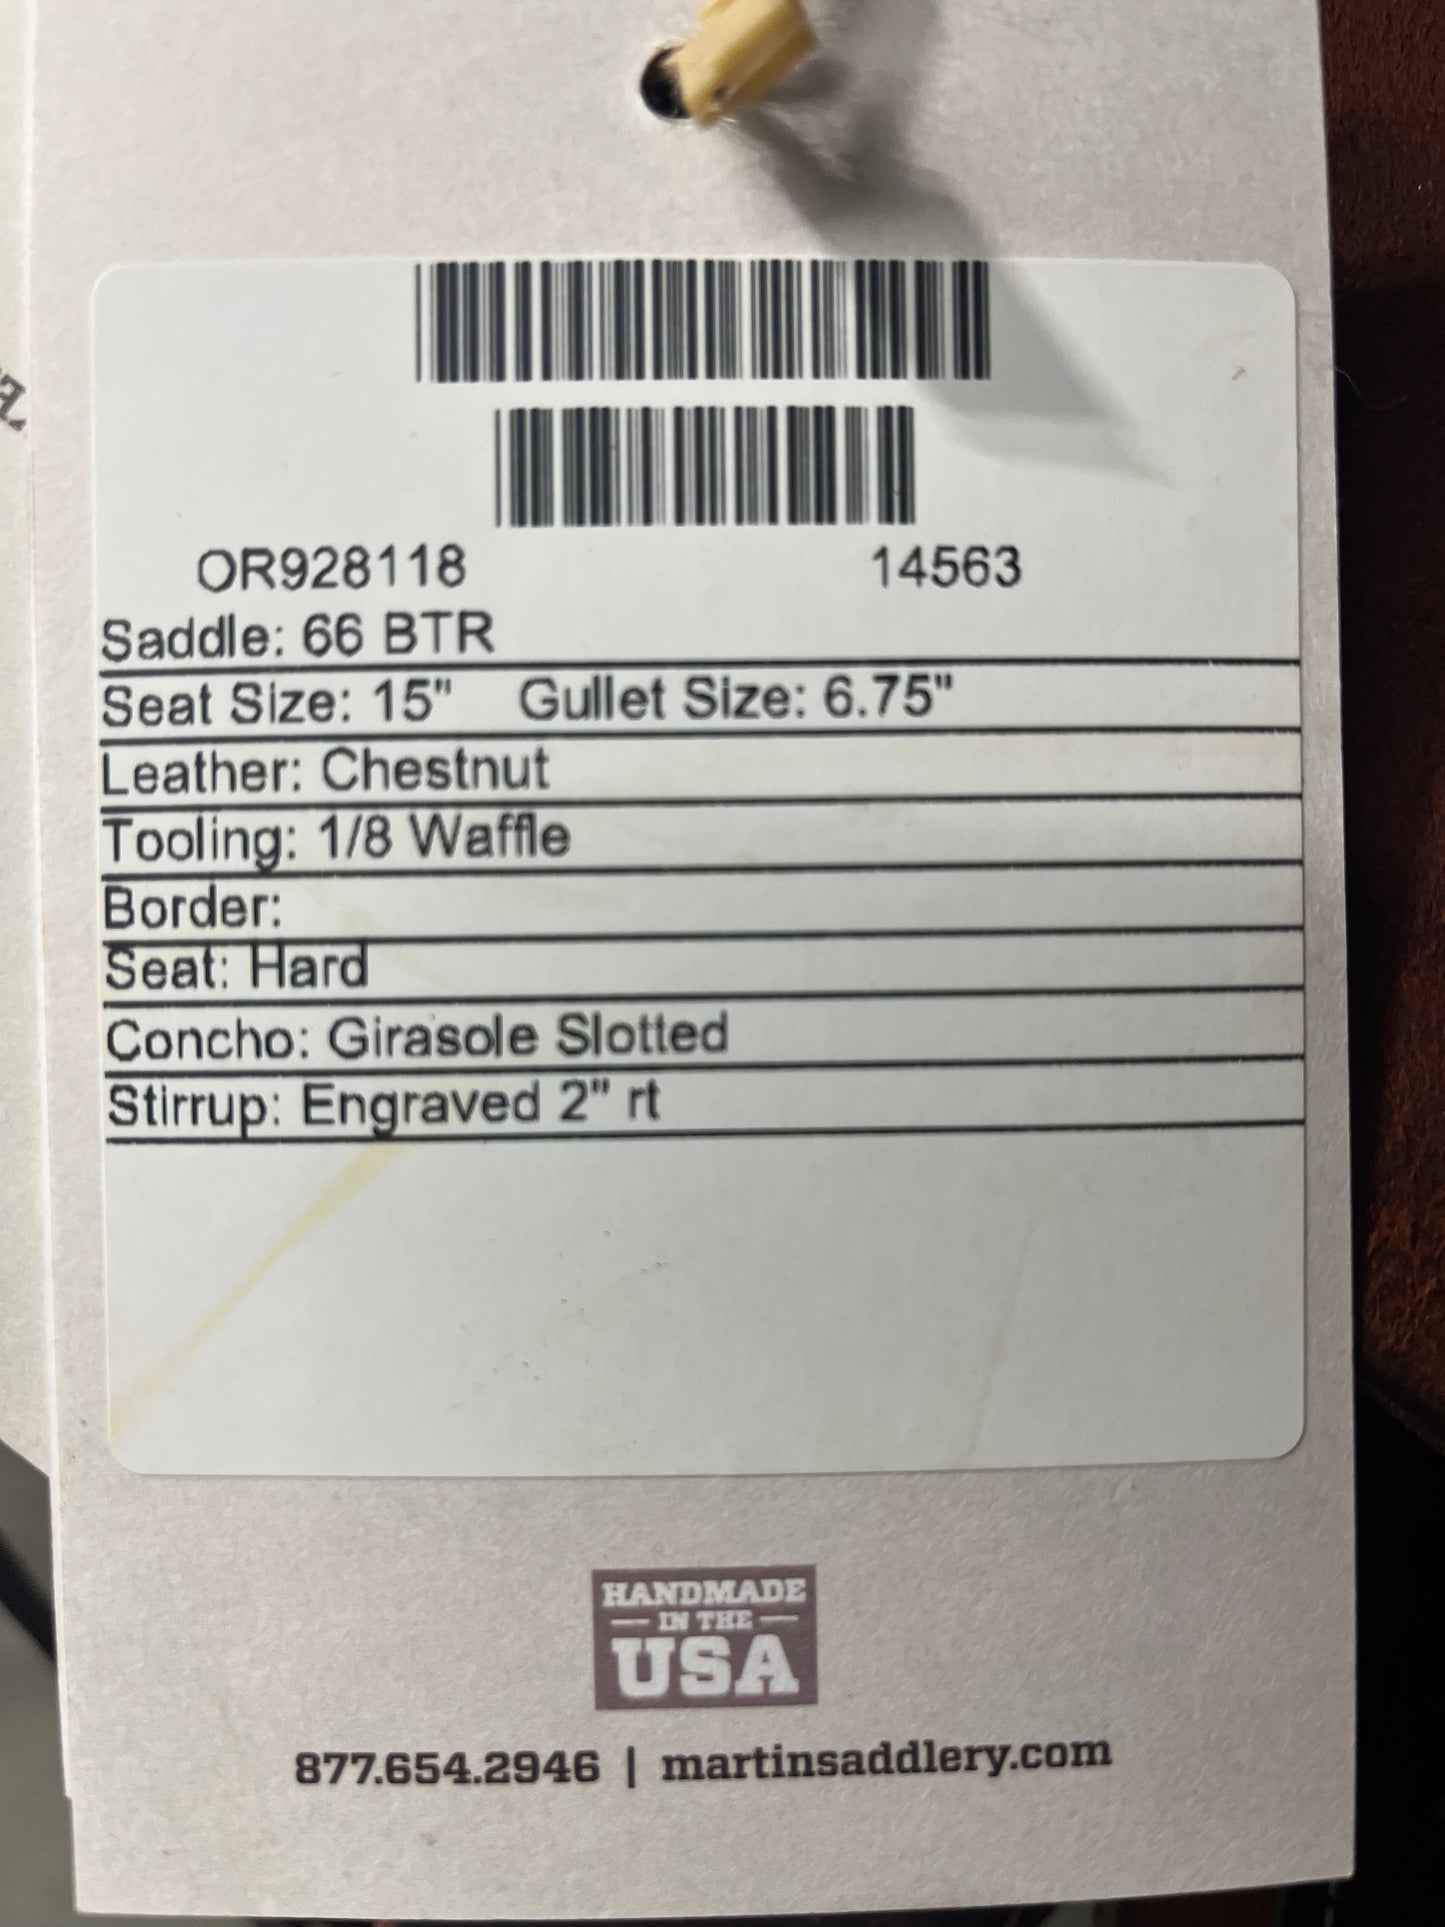 OR928118 14563
Saddle: 66 BTR
Seat Size: 15" Gullet Size: 6.75"
Leather: Chestnut
Tooling: 1/8 Waffle
Border:
Seat: Hard
Concho: Girasole Slotted
Stirrup: Engraved 2" rt
HANDMADE
IN THE
USA
877.654.2946 | martinsaddlery.com